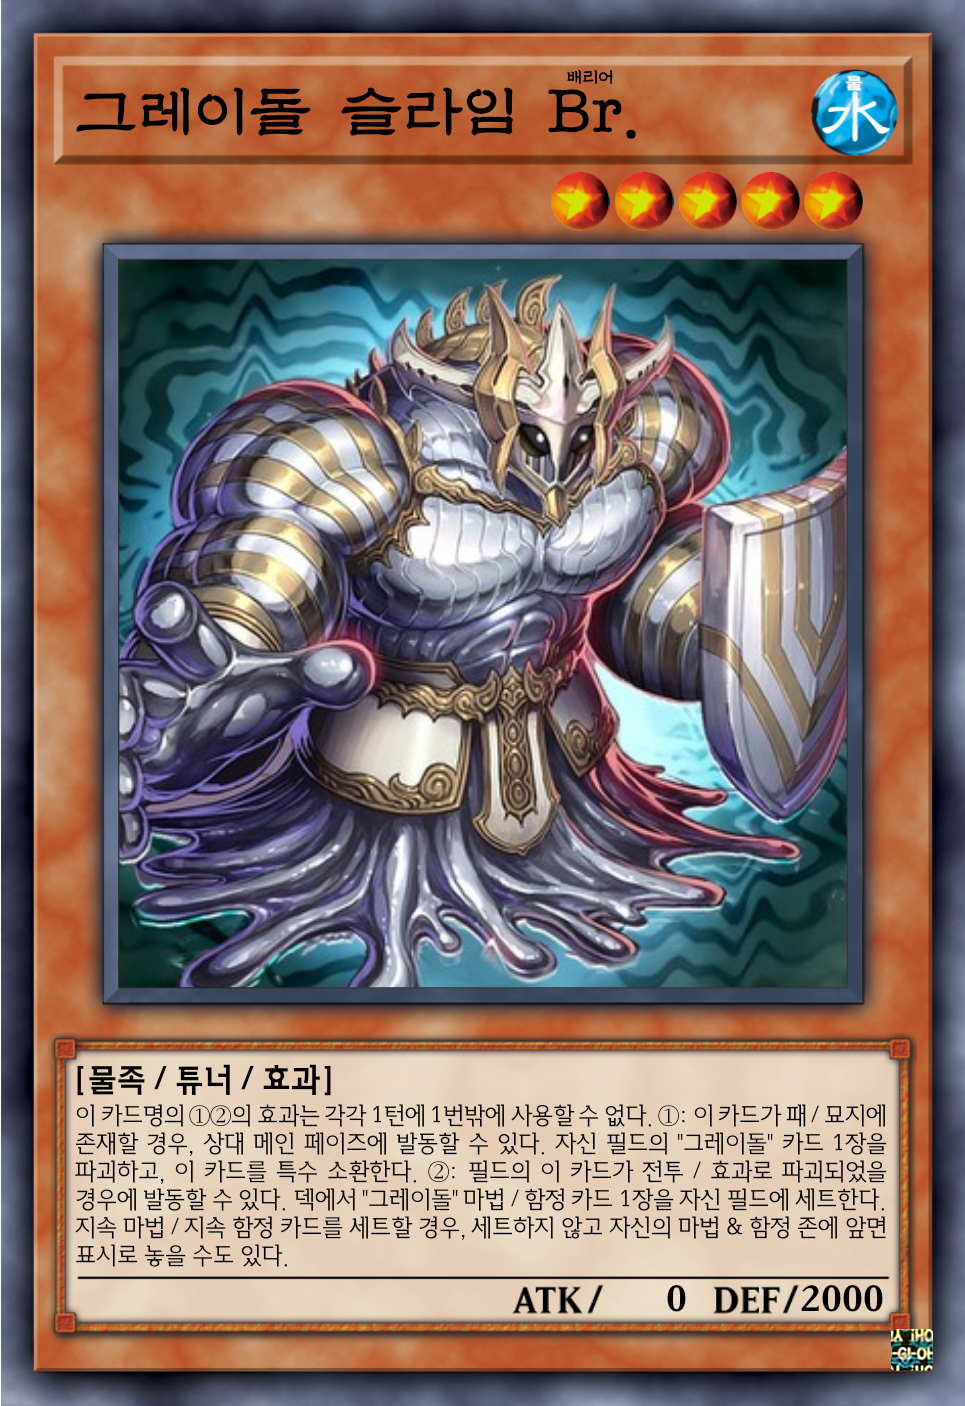 배리어
그레이돌 슬라임 Br.
물
水
[물족 / 튜너 / 효과]
이 카드명의 ①②의 효과는 각각 1턴에 1번밖에 사용할 수 없다. ①: 이 카드가 패 / 묘지에
존재할 경우, 상대 메인 페이즈에 발동할 수 있다. 자신 필드의 "그레이돌" 카드 1장을
파괴하고, 이 카드를 특수 소환한다. ②: 필드의 이 카드가 전투 / 효과로 파괴되었을
경우에 발동할 수 있다. 덱에서 "그레이돌" 마법 / 함정 카드 1장을 자신 필드에 세트한다.
지속 마법 / 지속 함정 카드를 세트할 경우, 세트하지 않고 자신의 마법 & 함정 존에 앞면
표시로 놓을 수도 있다.
ATK/ 0 DEF/2000